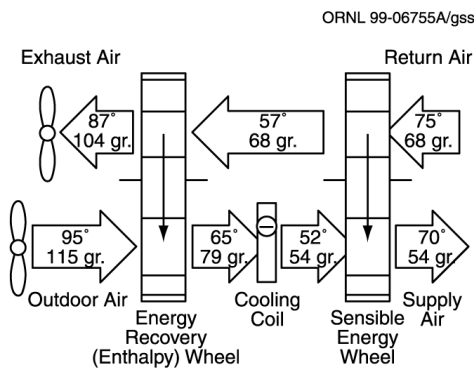 ORNL 99-06755A/gss
Exhaust Air
Return Air
87°
104 gr.
57°
68 gr.
75°
68 gr.
95°
115 gr.
65°
79 gr.
52°
54 gr.
70°
54 gr.
Outdoor Air
Energy
Recovery
(Enthalpy) Wheel
Cooling
Coil
Sensible
Energy
Wheel
Supply
Air